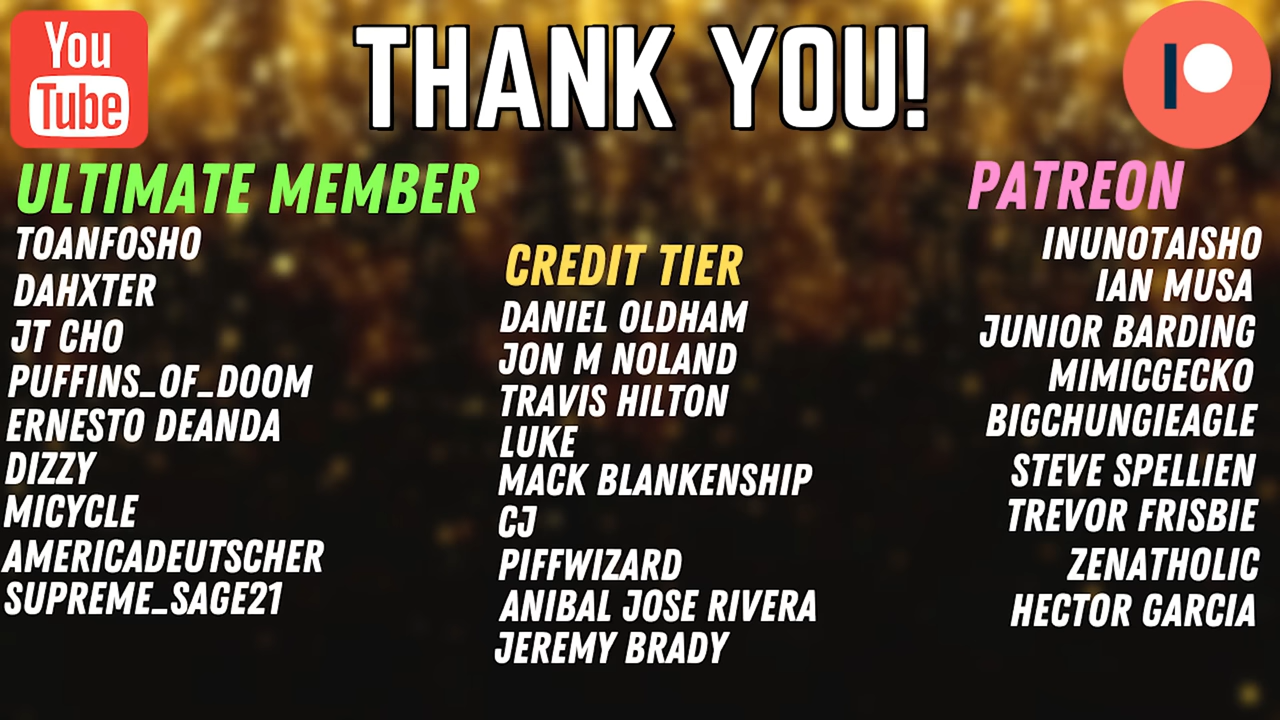 You
Tube
THANK YOU!
ULTIMATE MEMBER
TOANFOSHO
DAHXTER
JT CHO
PUFFINS_OF_DOOM
ERNESTO DEANDA
DIZZY
MICYCLE
AMERICADEUTSCHER
SUPREME_SAGE21
CREDIT TIER
DANIEL OLDHAM
JON M NOLAND
TRAVIS HILTON
LUKE
MACK BLANKENSHIP
CJ
PIFFWIZARD
ANIBAL JOSE RIVERA
JEREMY BRADY
PATREON
INUNOTAISHO
IAN MUSA
JUNIOR BARDING
MIMICGECKO
BIGCHUNGIEAGLE
STEVE SPELLIEN
TREVOR FRISBIE
ZENATHOLIC
HECTOR GARCIA